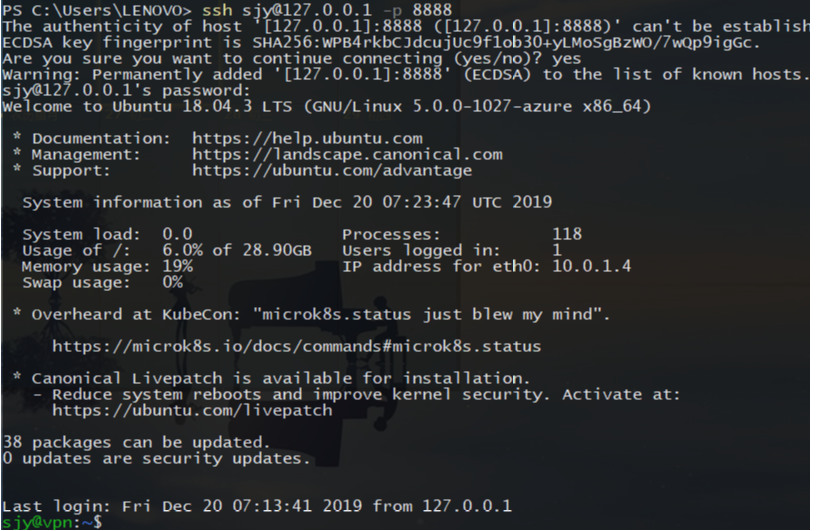 PS C:\Users\LENOVO> ssh sjy@127.0.0.1 -p 8888
The authenticity of host '[127.0.0.1]:8888 ([127.0.0.1]:8888)' can't be establish
ECDSA key fingerprint is SHA256:WPB4rkbCJdcujUc9f1ob30+yLMoSgBzWO/7wQp9igGc.
Are you sure you want to continue connecting (yes/no)? yes
Warning: Permanently added '[127.0.0.1]:8888' (ECDSA) to the list of known hosts.
sjy@127.0.0.1's password:
Welcome to Ubuntu 18.04.3 LTS (GNU/Linux 5.0.0-1027-azure x86_64)
* Documentation: https://help.ubuntu.com
* Management: https://landscape.canonical.com
* Support: https://ubuntu.com/advantage
System information as of Fri Dec 20 07:23:47 UTC 2019
System load: 0.0 Processes: 118
Usage of /: 6.0% of 28.90GB Users logged in: 1
Memory usage: 19% IP address for eth0: 10.0.1.4
Swap usage: 0%
* Overheard at KubeCon: "microk8s.status just blew my mind".
https://microk8s.io/docs/commands#microk8s.status
* Canonical Livepatch is available for installation.
- Reduce system reboots and improve kernel security. Activate at:
https://ubuntu.com/livepatch
38 packages can be updated.
0 updates are security updates.
Last login: Fri Dec 20 07:13:41 2019 from 127.0.0.1
sjy@vpn:~$